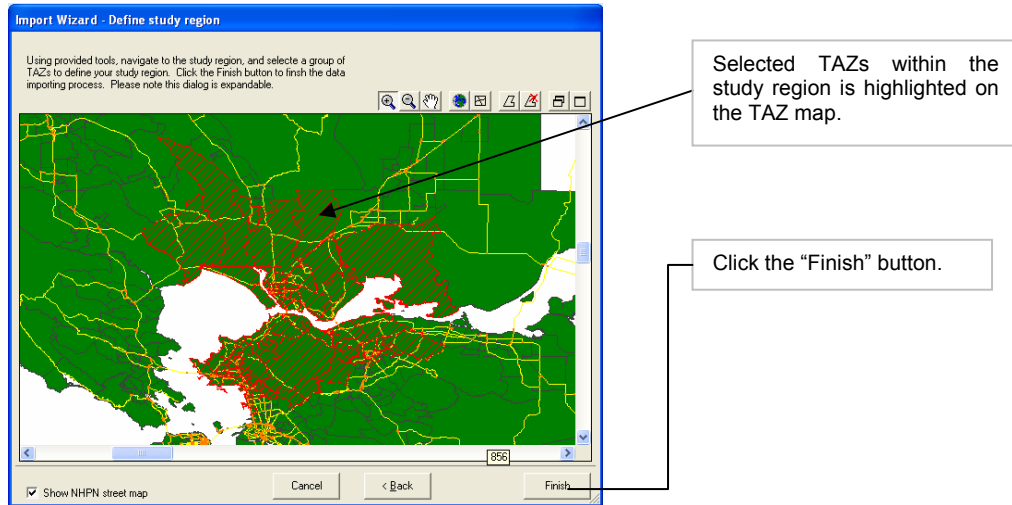 Import Wizard - Define study region
Using provided tools, navigate to the study region, and selecte a group of
TAZs to define your study region. Click the Finish button to finsh the data
importing process. Please note this dialog is expandable.
Selected TAZs within the
study region is highlighted on
the TAZ map.
Click the “Finish” button.
856
Show NHPN street map
Cancel
< Back
Finish